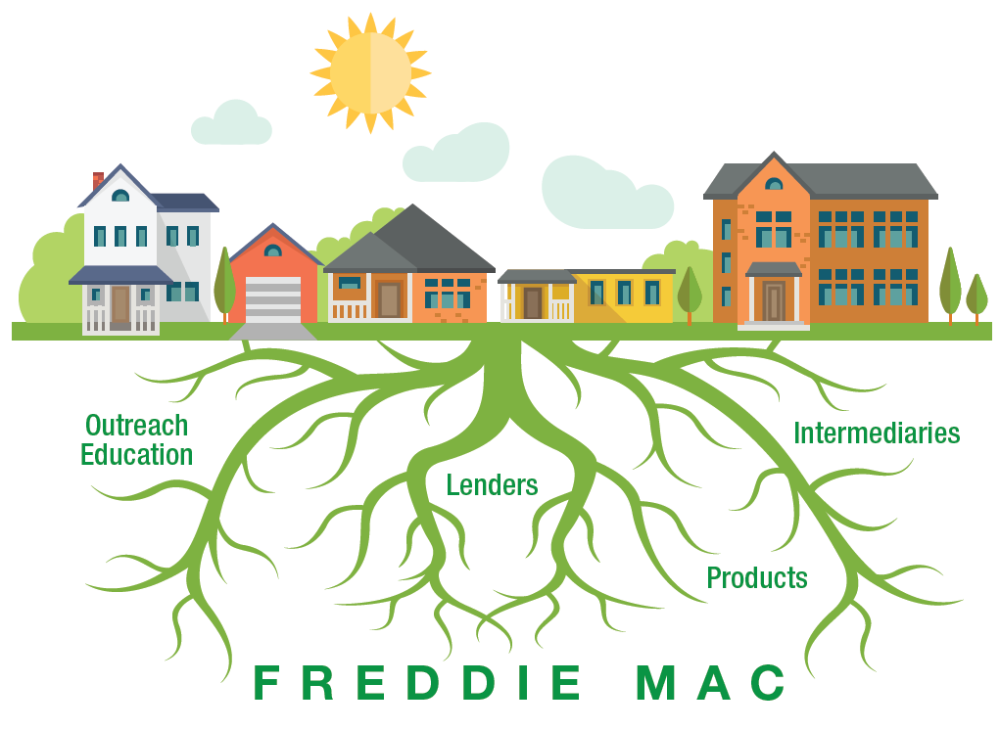 Outreach
Education
Intermediaries
Lenders
Products
FREDDIE MAC